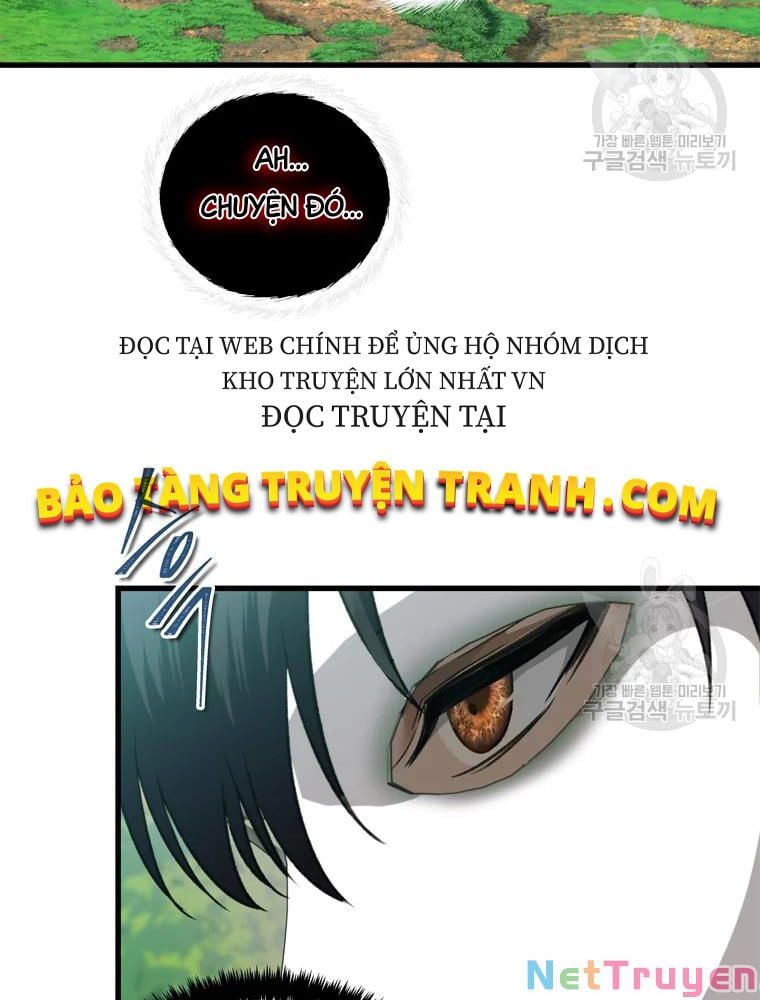 가장 빠른 웹툰 미리보기
구글검색 뉴토끼
AH...
CHUYỆN ĐÓ...
ĐỌC TẠI WEB CHÍNH ĐỂ ỦNG HỘ NHÓM DỊCH
KHO TRUYỆN LỚN NHẤT VN
ĐỌC TRUYỆN TẠI
BẢO TÀNG TRUYỆN TRANH.COM
가장 빠른 웹툰 미리보기
구글검색 뉴토끼
NetTruyen